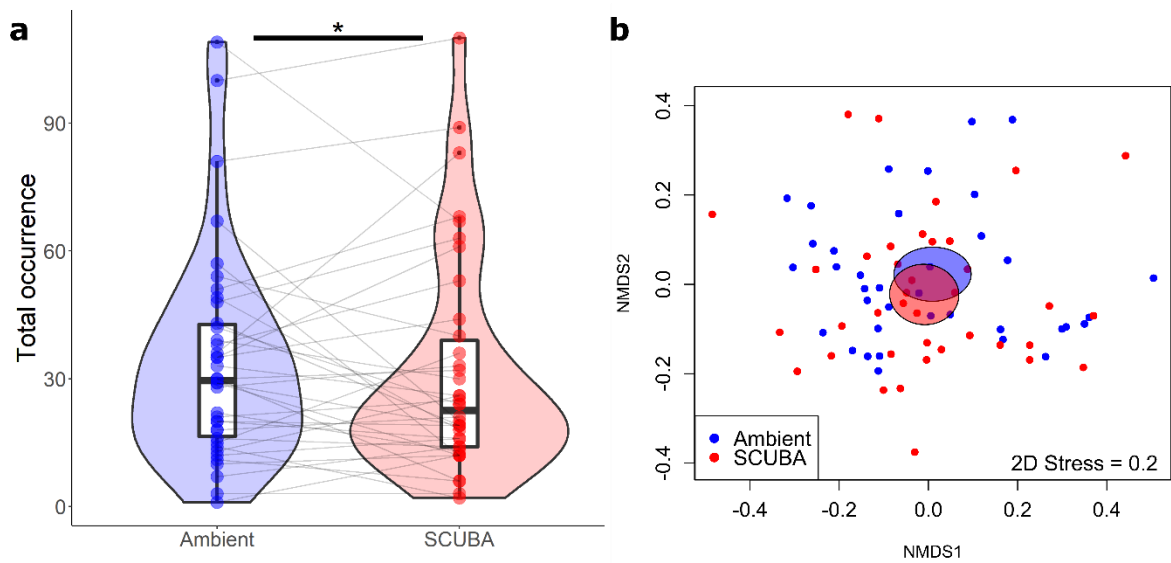 a
*
Total occurrence
90
60
30
0
Ambient
SCUBA
b
NMDS2
0.4
0.2
0.0
-0.2
-0.4
Ambient
SCUBA
2D Stress = 0.2
-0.4
-0.2
0.0
0.2
0.4
NMDS1